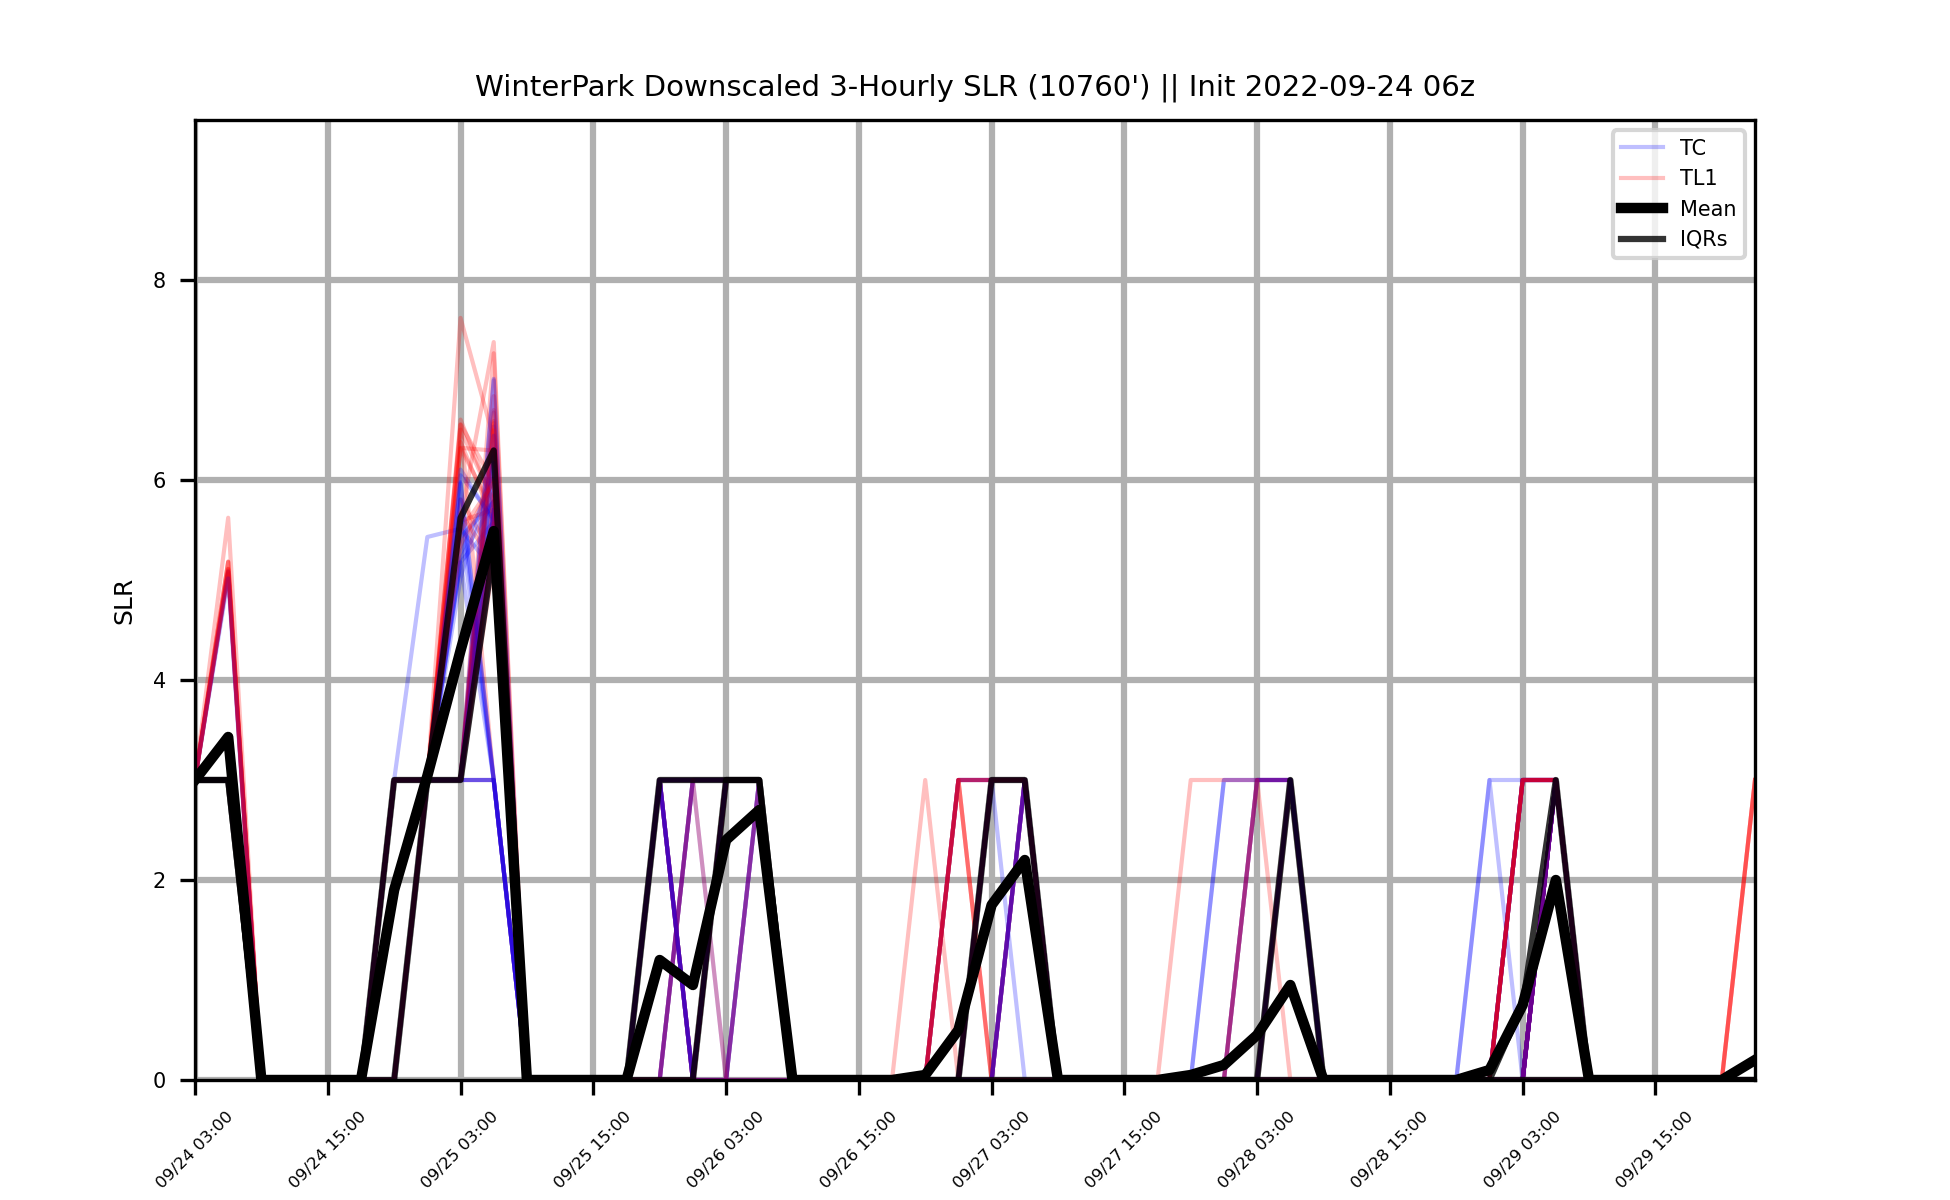 WinterPark Downscaled 3-Hourly SLR (10760') || Init 2022-09-24 06z
TC
TL1
Mean
IQRs
SLR
8
6
4
2
0
09/24 03:00
09/24 15:00
09/25 03:00
09/25 15:00
09/26 03:00
09/26 15:00
09/27 03:00
09/27 15:00
09/28 03:00
09/28 15:00
09/29 03:00
09/29 15:00